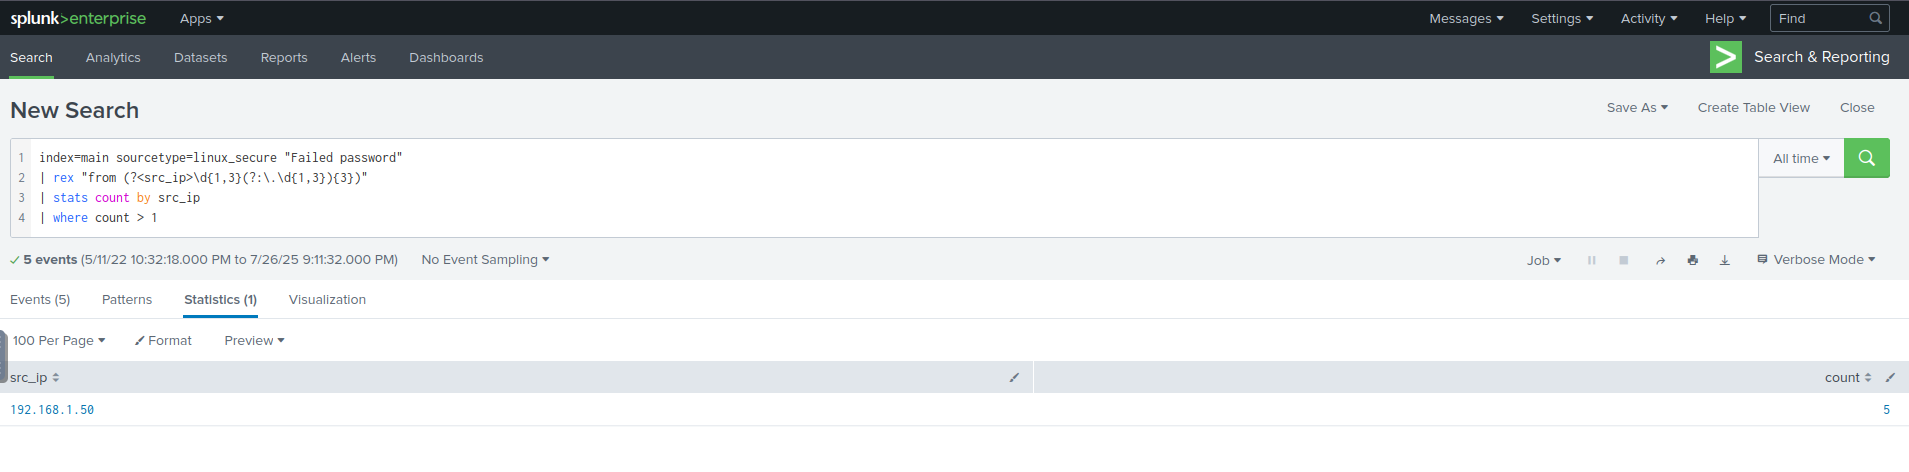 splunk>enterprise Apps Messages Settings Activity Help Find
Search Analytics Datasets Reports Alerts Dashboards Search & Reporting
New Search Save As Create Table View Close
1 index=main sourcetype=linux_secure "Failed password" All time
2 | rex "from (?<src_ip>\d{1,3}(?:\.\d{1,3}){3})"
3 | stats count by src_ip
4 | where count > 1
5 events (5/11/22 10:32:18.000 PM to 7/26/25 9:11:32.000 PM) No Event Sampling Job Verbose Mode
Events (5) Patterns Statistics (1) Visualization
100 Per Page Format Preview
src_ip count
192.168.1.50 5